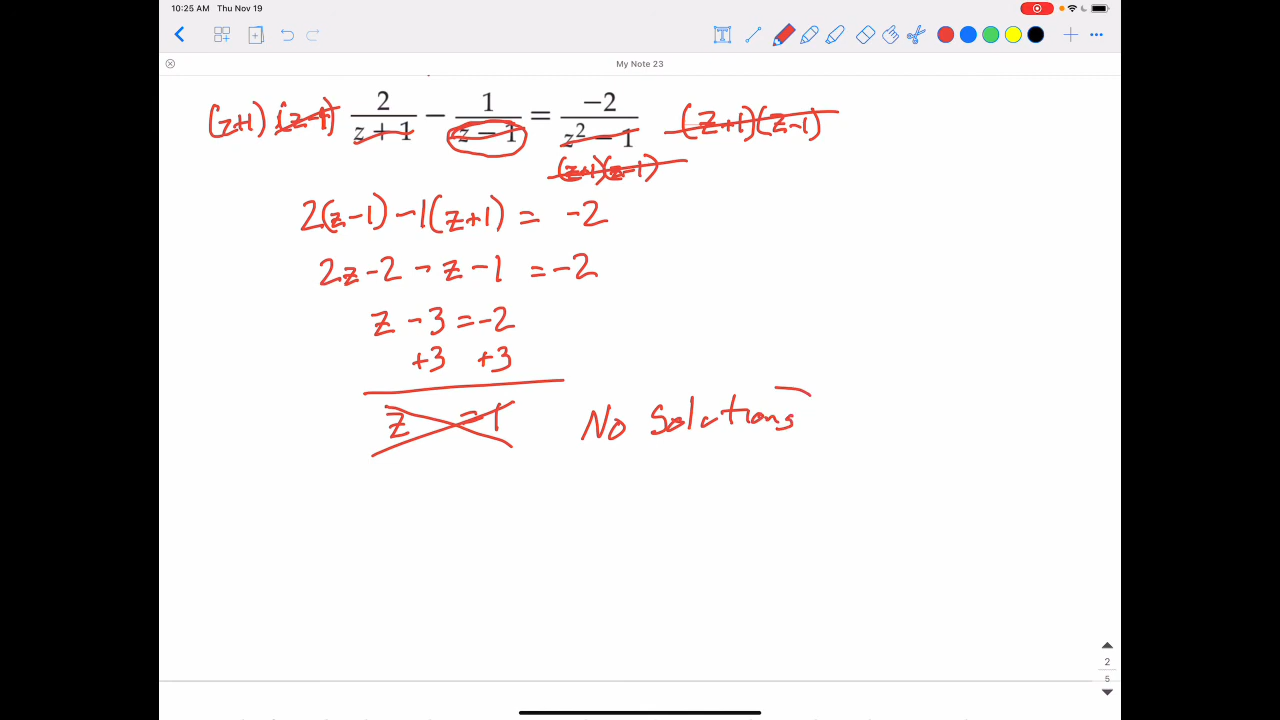 10:25 AM Thu Nov 19
T
My Note 23
(z+1) (z-1) 2/(z + 1) − 1/(z − 1) = −2/(z² − 1) (z+1)(z-1)
(z+1)(z-1)
2(z-1) -1(z+1) = -2
2z -2 - z -1 = -2
z -3 = -2
+3 +3
z = 1 No Solutions
2
5